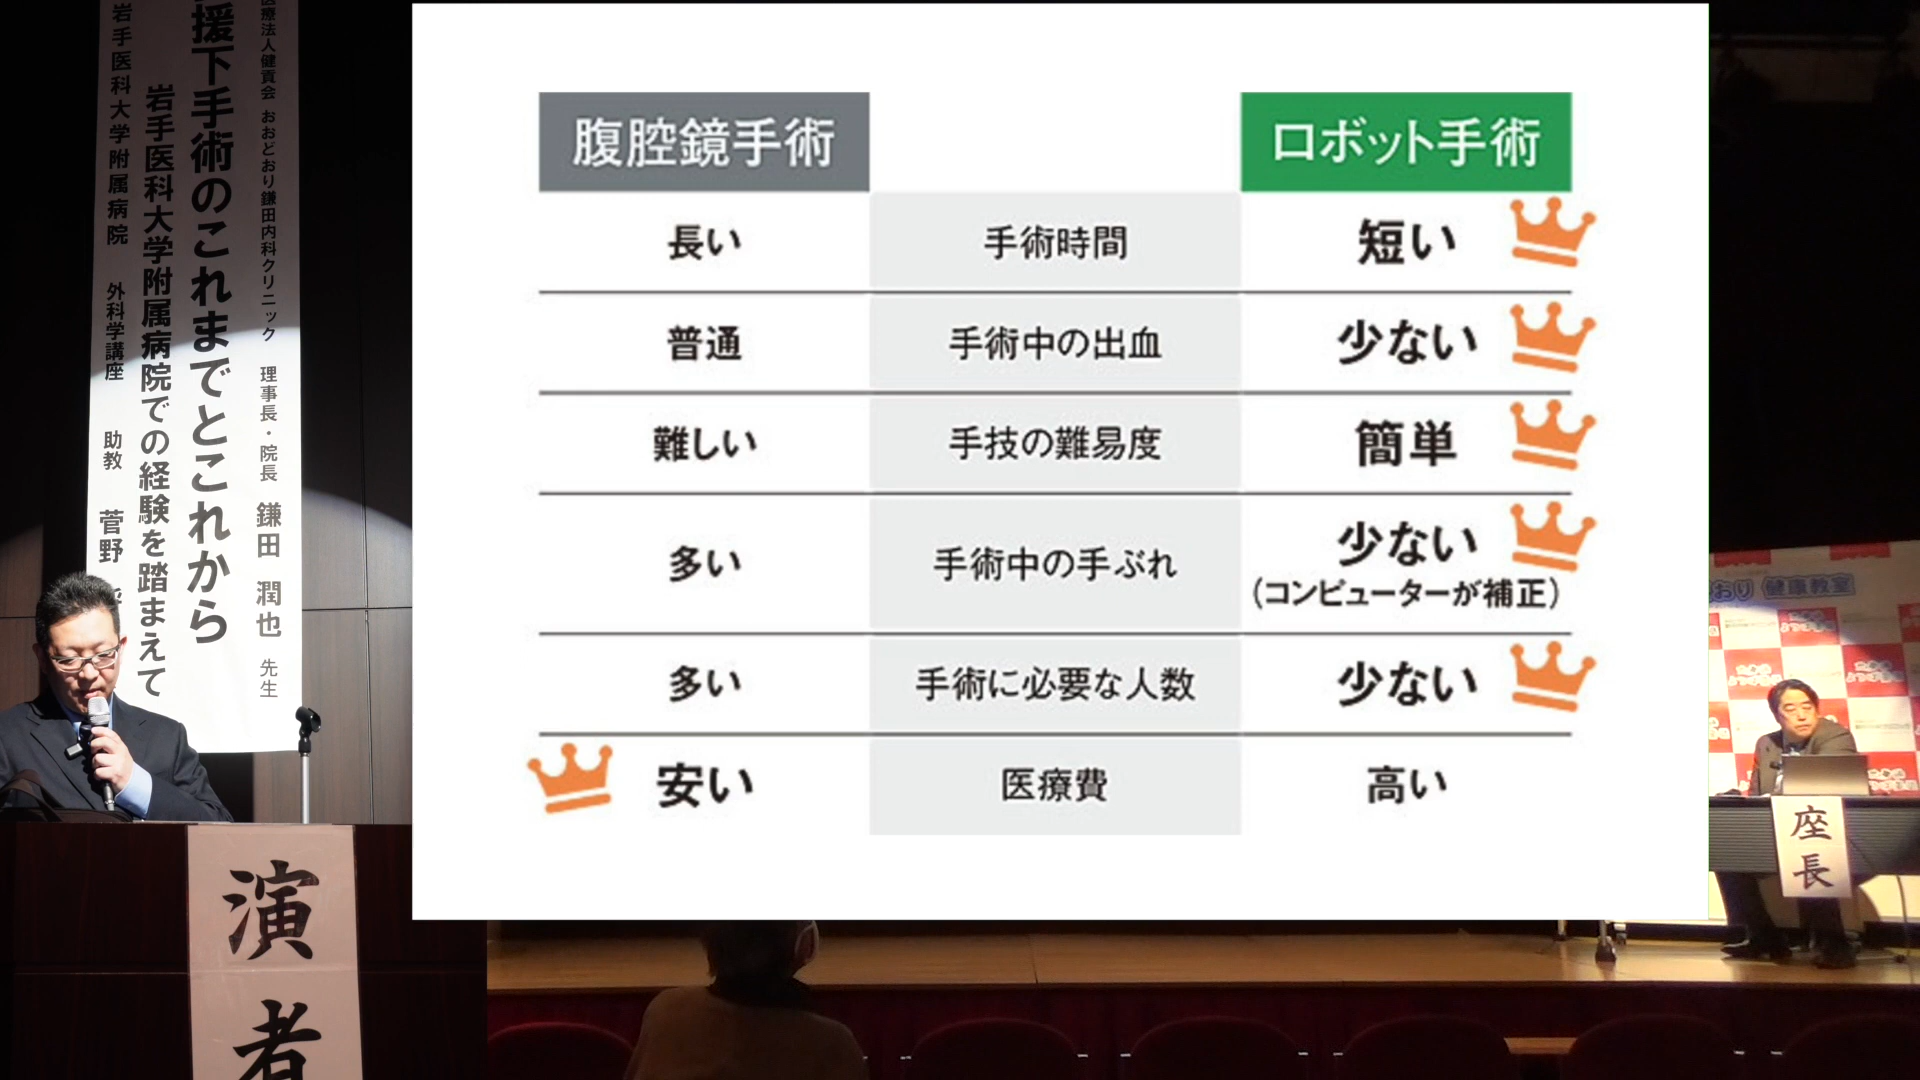 医療法人健貢会 おおどおり鎌田内科クリニック 理事長・院長 鎌田 潤也 先生
援下手術のこれまでとこれから
岩手医科大学附属病院での経験を踏まえて
岩手医科大学附属病院 外科学講座 助教 菅野
腹腔鏡手術 ロボット手術
長い 手術時間 短い
普通 手術中の出血 少ない
難しい 手技の難易度 簡単
多い 手術中の手ぶれ 少ない
(コンピューターが補正)
多い 手術に必要な人数 少ない
安い 医療費 高い
おり 健康教室
座長
演者